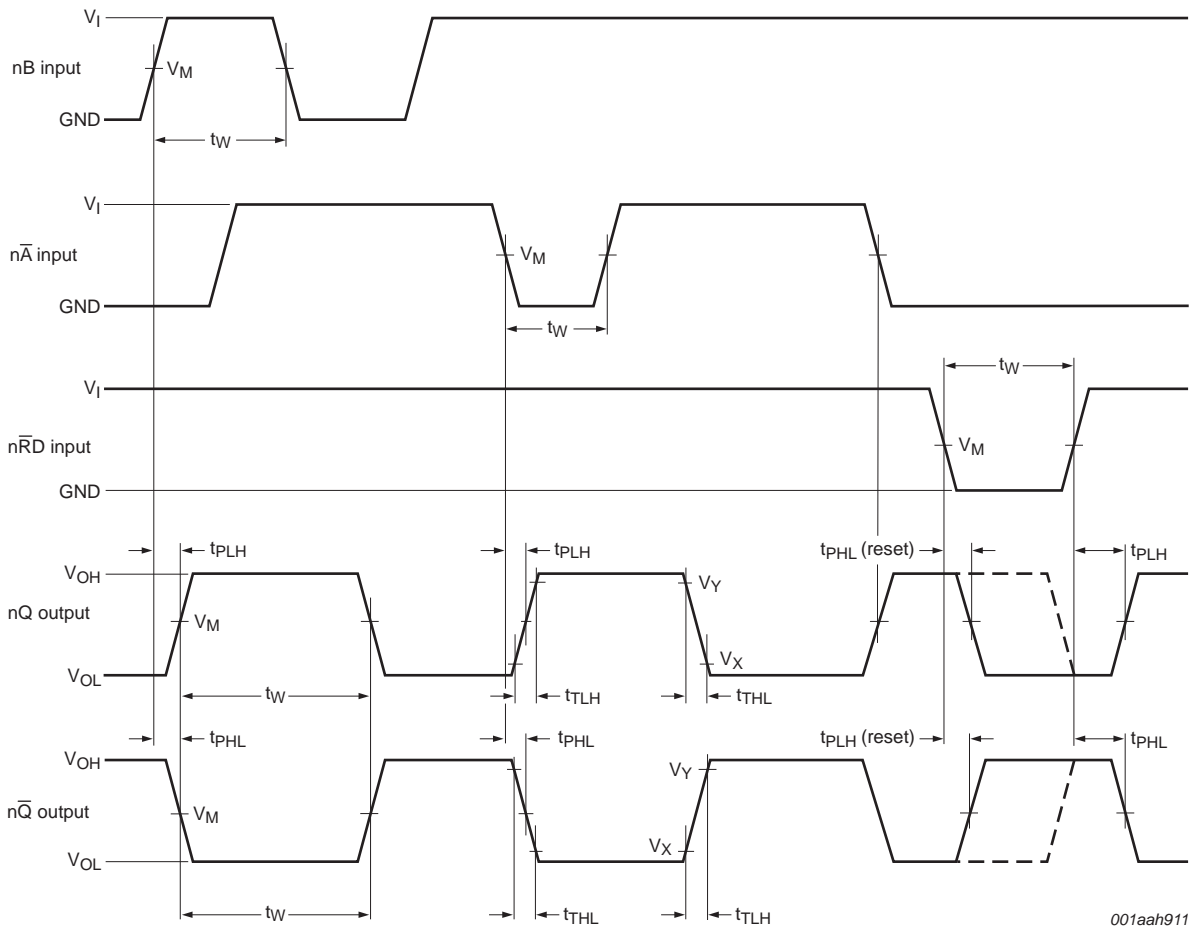 V_I
nB input
V_M
GND
t_W
V_I
nA̅ input
V_M
GND
t_W
V_I
t_W
nR̅D input
V_M
GND
t_PLH
t_PLH
t_PHL (reset)
t_PLH
V_OH
V_Y
nQ output
V_M
V_X
V_OL
t_W
t_TLH
t_THL
t_PHL
t_PHL
t_PLH (reset)
t_PHL
V_OH
V_Y
nQ̅ output
V_M
V_X
V_OL
t_W
t_THL
t_TLH
001aah911